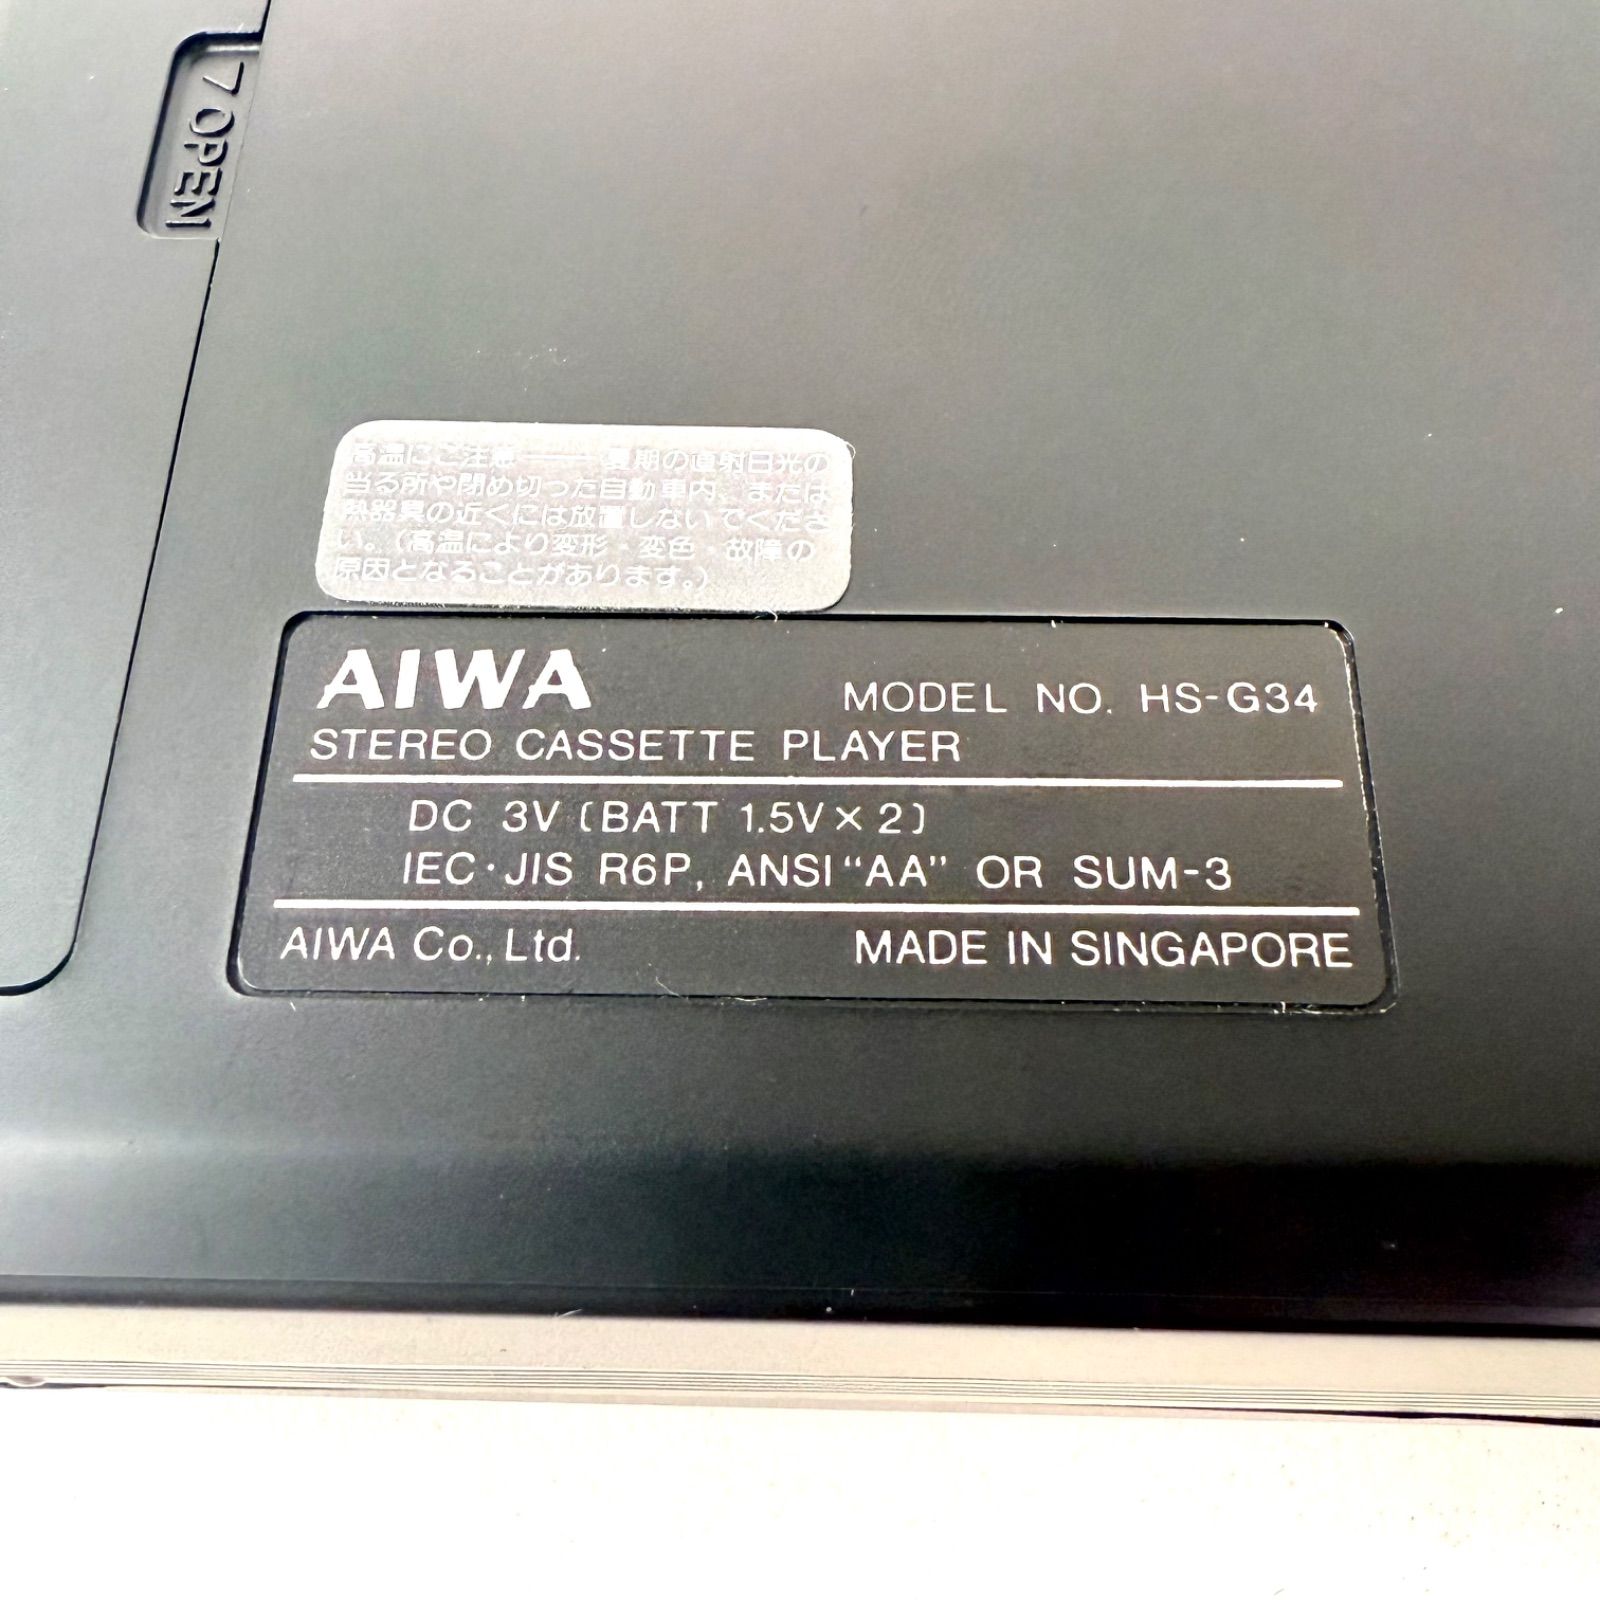 OPEN
高温にご注意――夏期の直射日光の
当る所や閉め切った自動車内、または
熱器具の近くには放置しないでくださ
い。(高温により変形・変色・故障の
原因となることがあります。)
AIWA MODEL NO. HS-G34
STEREO CASSETTE PLAYER
DC 3V (BATT 1.5V×2)
IEC·JIS R6P, ANSI "AA" OR SUM-3
AIWA Co., Ltd. MADE IN SINGAPORE